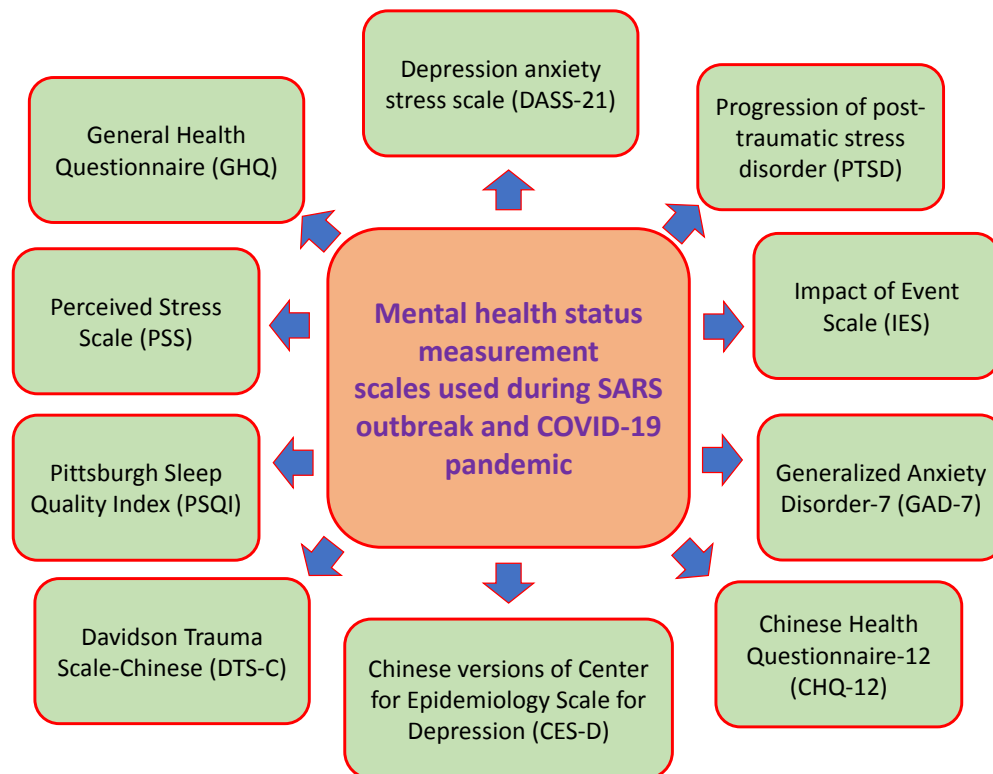 Depression anxiety
stress scale (DASS-21)
Progression of post-
traumatic stress
disorder (PTSD)
General Health
Questionnaire (GHQ)
Perceived Stress
Scale (PSS)
Mental health status
measurement
scales used during SARS
outbreak and COVID-19
pandemic
Impact of Event
Scale (IES)
Pittsburgh Sleep
Quality Index (PSQI)
Generalized Anxiety
Disorder-7 (GAD-7)
Davidson Trauma
Scale-Chinese (DTS-C)
Chinese versions of Center
for Epidemiology Scale for
Depression (CES-D)
Chinese Health
Questionnaire-12
(CHQ-12)